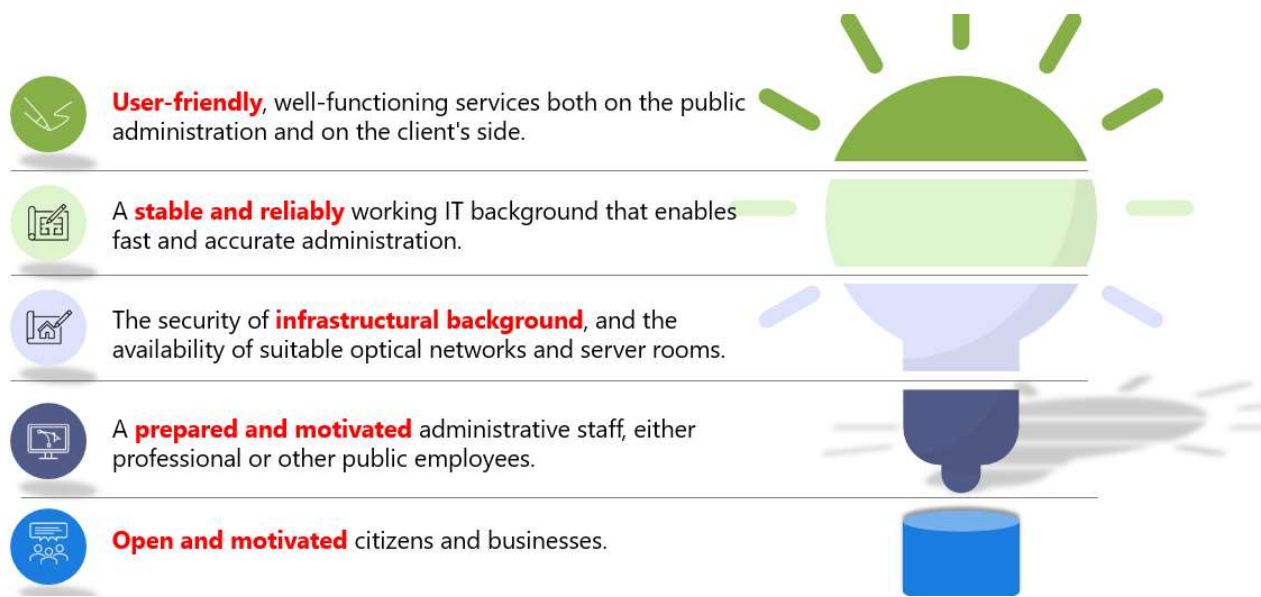 User-friendly, well-functioning services both on the public
administration and on the client's side.
A stable and reliably working IT background that enables
fast and accurate administration.
The security of infrastructural background, and the
availability of suitable optical networks and server rooms.
A prepared and motivated administrative staff, either
professional or other public employees.
Open and motivated citizens and businesses.